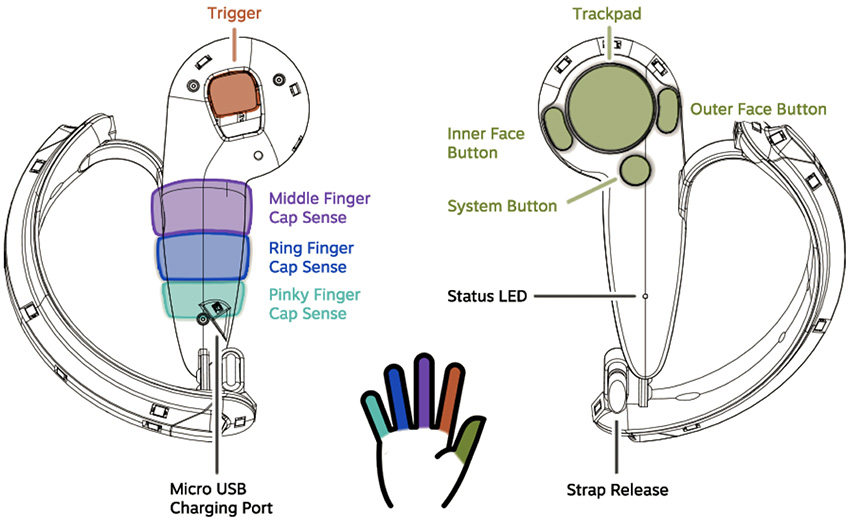 Trigger
Trackpad
Outer Face Button
Inner Face
Button
System Button
Middle Finger
Cap Sense
Ring Finger
Cap Sense
Pinky Finger
Cap Sense
Status LED
Micro USB
Charging Port
Strap Release